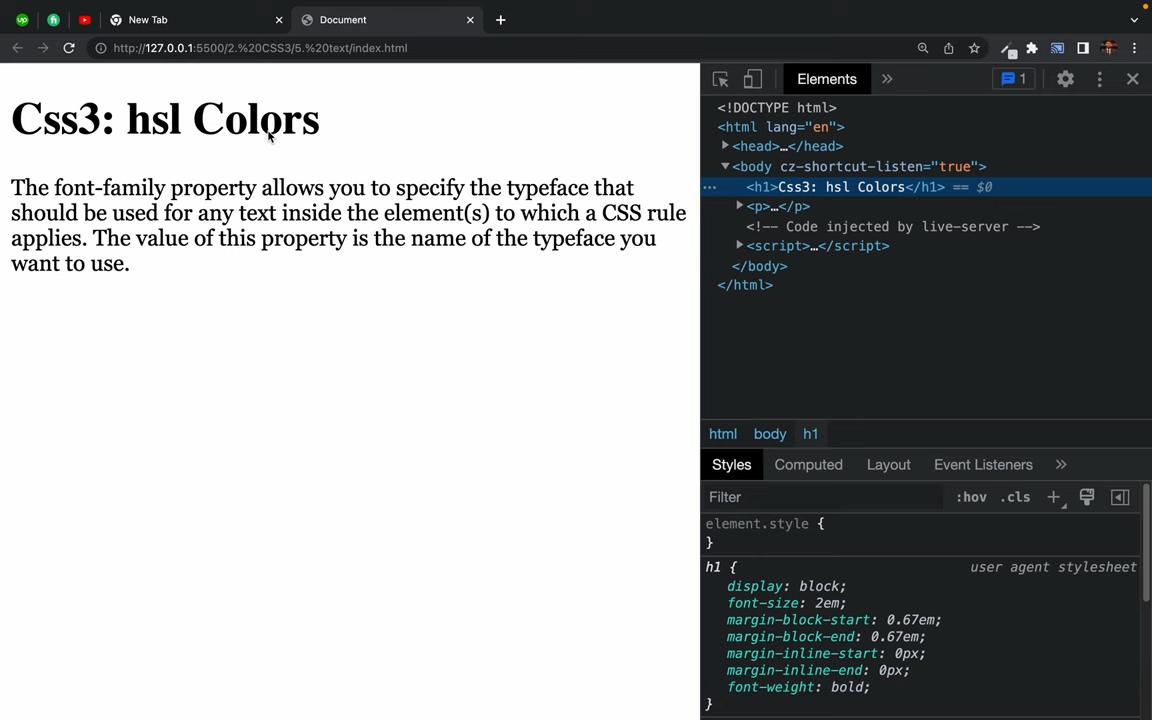 up
fi
New Tab
Document
http://127.0.0.1:5500/2.%20CSS3/5.%20text/index.html
Css3: hsl Colors
The font-family property allows you to specify the typeface that
should be used for any text inside the element(s) to which a CSS rule
applies. The value of this property is the name of the typeface you
want to use.
Elements
1
<!DOCTYPE html>
<html lang="en">
<head>…</head>
<body cz-shortcut-listen="true">
<h1>Css3: hsl Colors</h1> == $0
<p>…</p>
<!-- Code injected by live-server -->
<script>…</script>
</body>
</html>
html body h1
Styles Computed Layout Event Listeners
Filter :hov .cls
element.style {
}
h1 { user agent stylesheet
display: block;
font-size: 2em;
margin-block-start: 0.67em;
margin-block-end: 0.67em;
margin-inline-start: 0px;
margin-inline-end: 0px;
font-weight: bold;
}